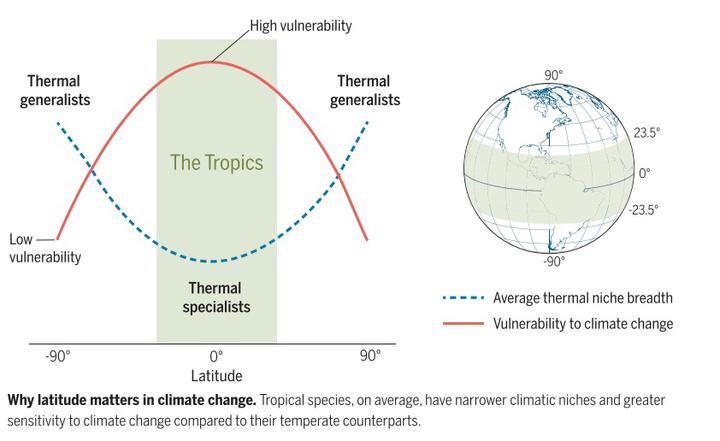 High vulnerability
Thermal
generalists
Thermal
generalists
The Tropics
Low
vulnerability
Thermal
specialists
-90°
0°
90°
Latitude
90°
23.5°
0°
-23.5°
-90°
Average thermal niche breadth
Vulnerability to climate change
Why latitude matters in climate change. Tropical species, on average, have narrower climatic niches and greater
sensitivity to climate change compared to their temperate counterparts.